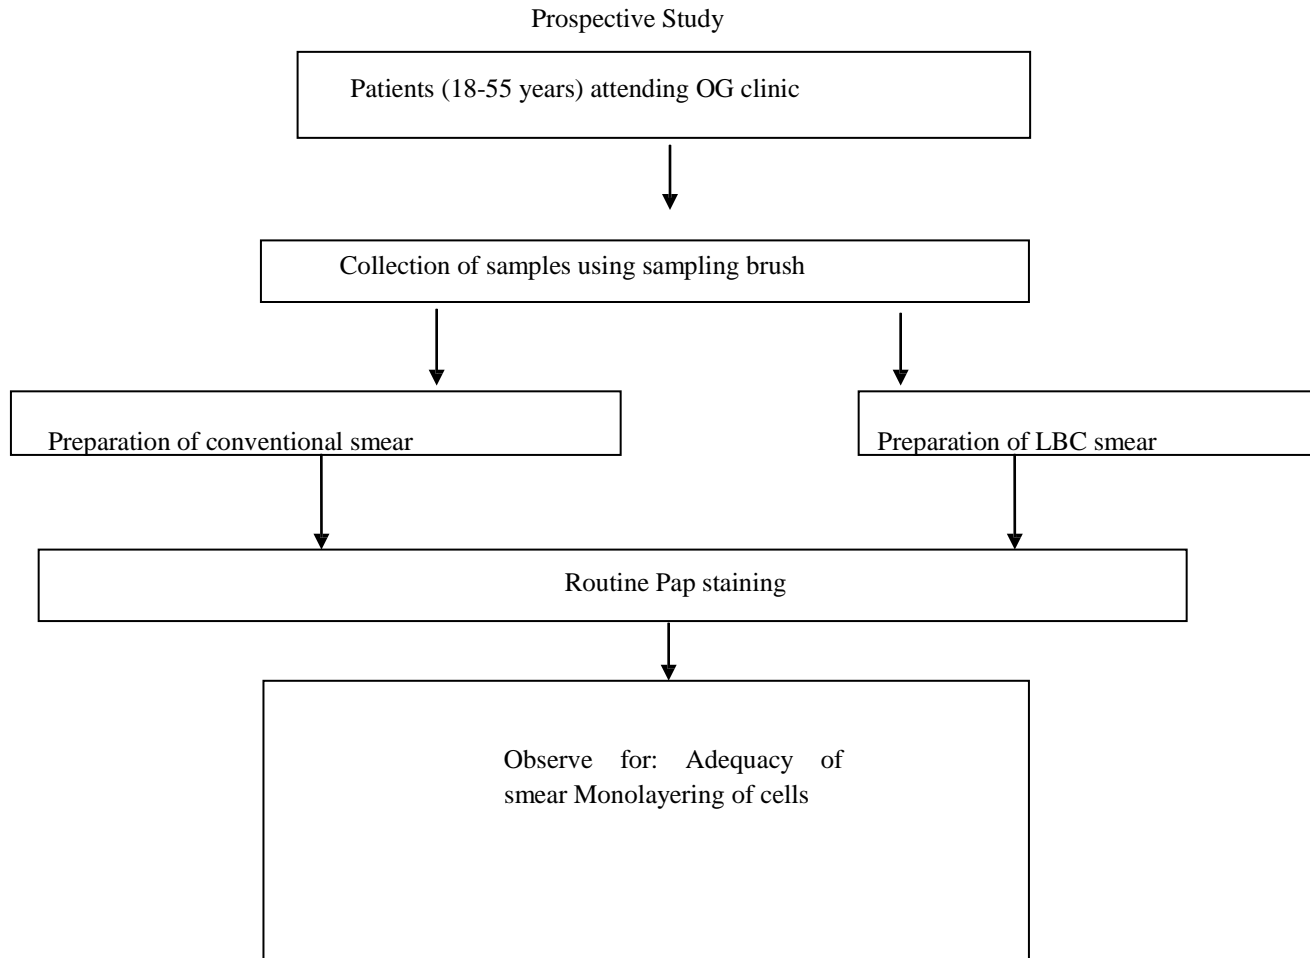 Prospective Study
Patients (18-55 years) attending OG clinic
Collection of samples using sampling brush
Preparation of conventional smear
Preparation of LBC smear
Routine Pap staining
Observe for: Adequacy of
smear Monolayering of cells